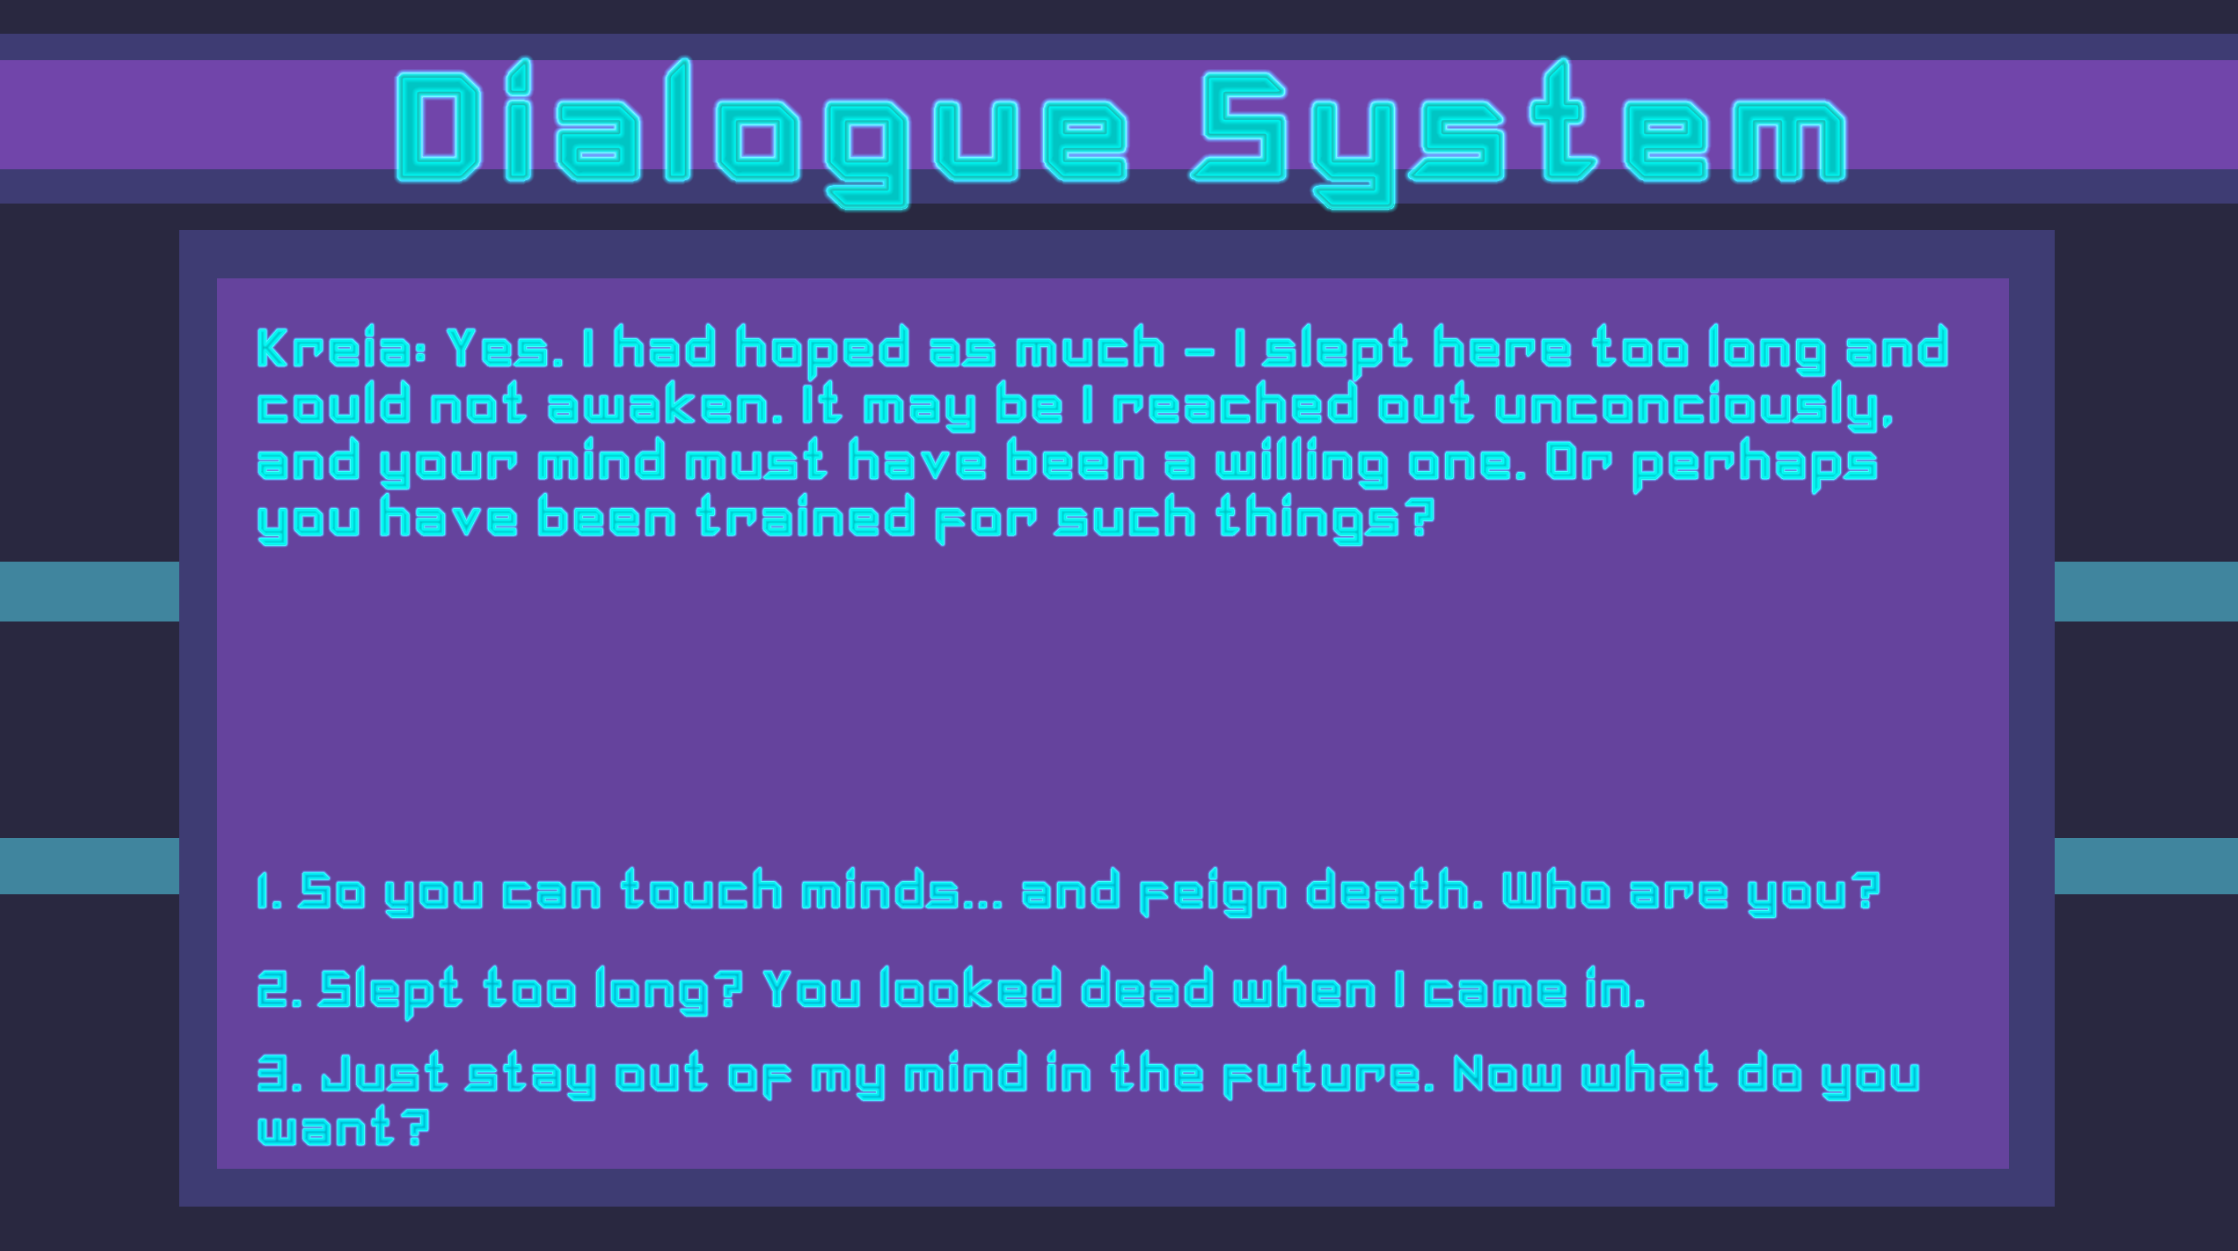 Dialogue System
Kreia: Yes. I had hoped as much – I slept here too long and
could not awaken. It may be I reached out unconciously,
and your mind must have been a willing one. Or perhaps
you have been trained for such things?
1. So you can touch minds... and feign death. Who are you?
2. Slept too long? You looked dead when I came in.
3. Just stay out of my mind in the future. Now what do you
want?